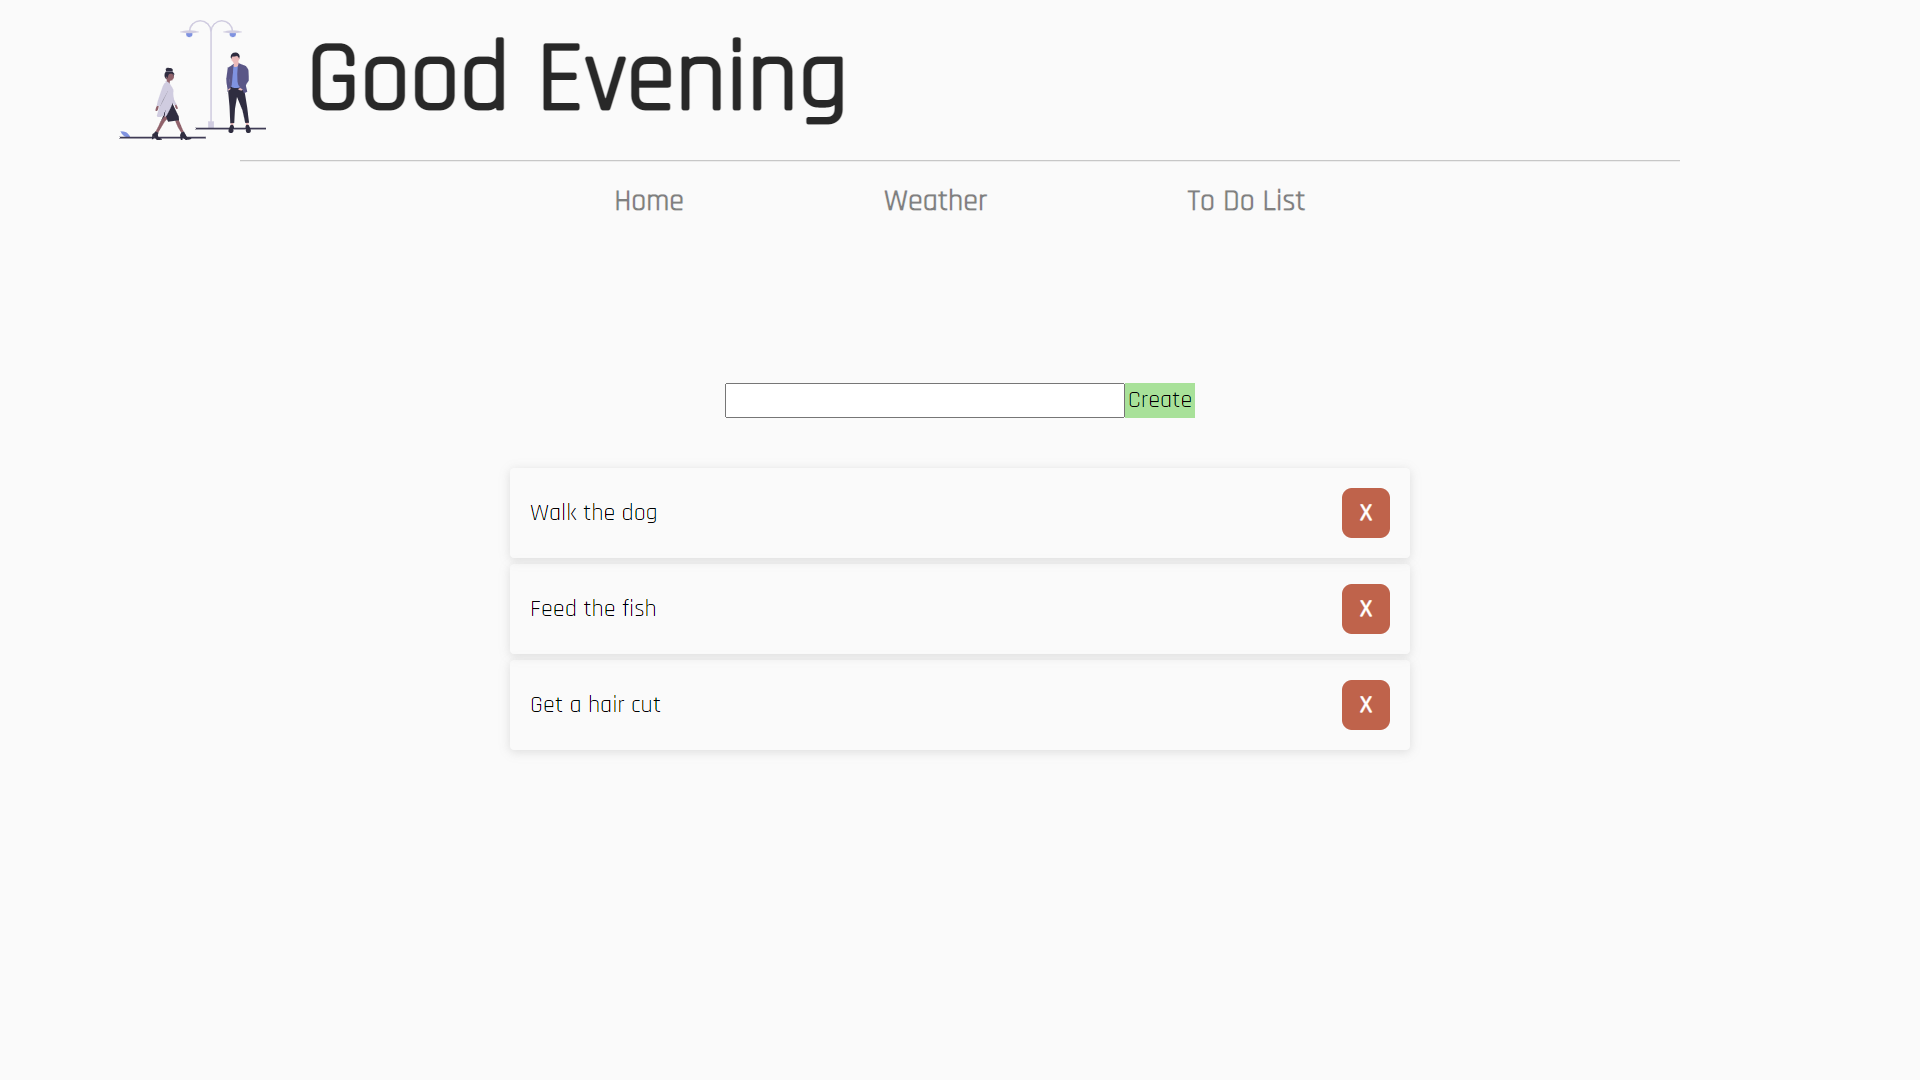 Good Evening
Home Weather To Do List
Create
Walk the dog X
Feed the fish X
Get a hair cut X